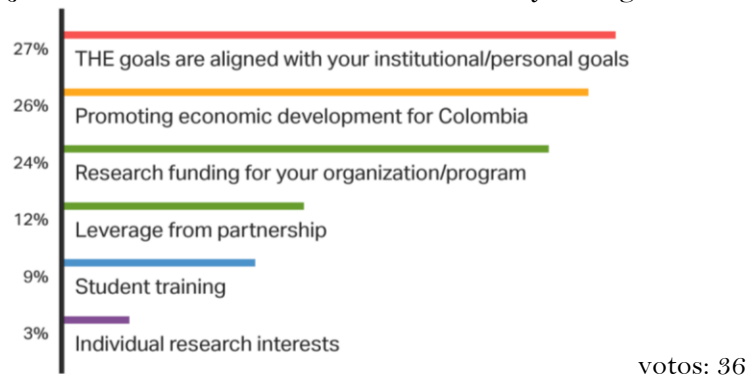 27%
THE goals are aligned with your institutional/personal goals
26%
Promoting economic development for Colombia
24%
Research funding for your organization/program
12%
Leverage from partnership
9%
Student training
3%
Individual research interests
votos: 36